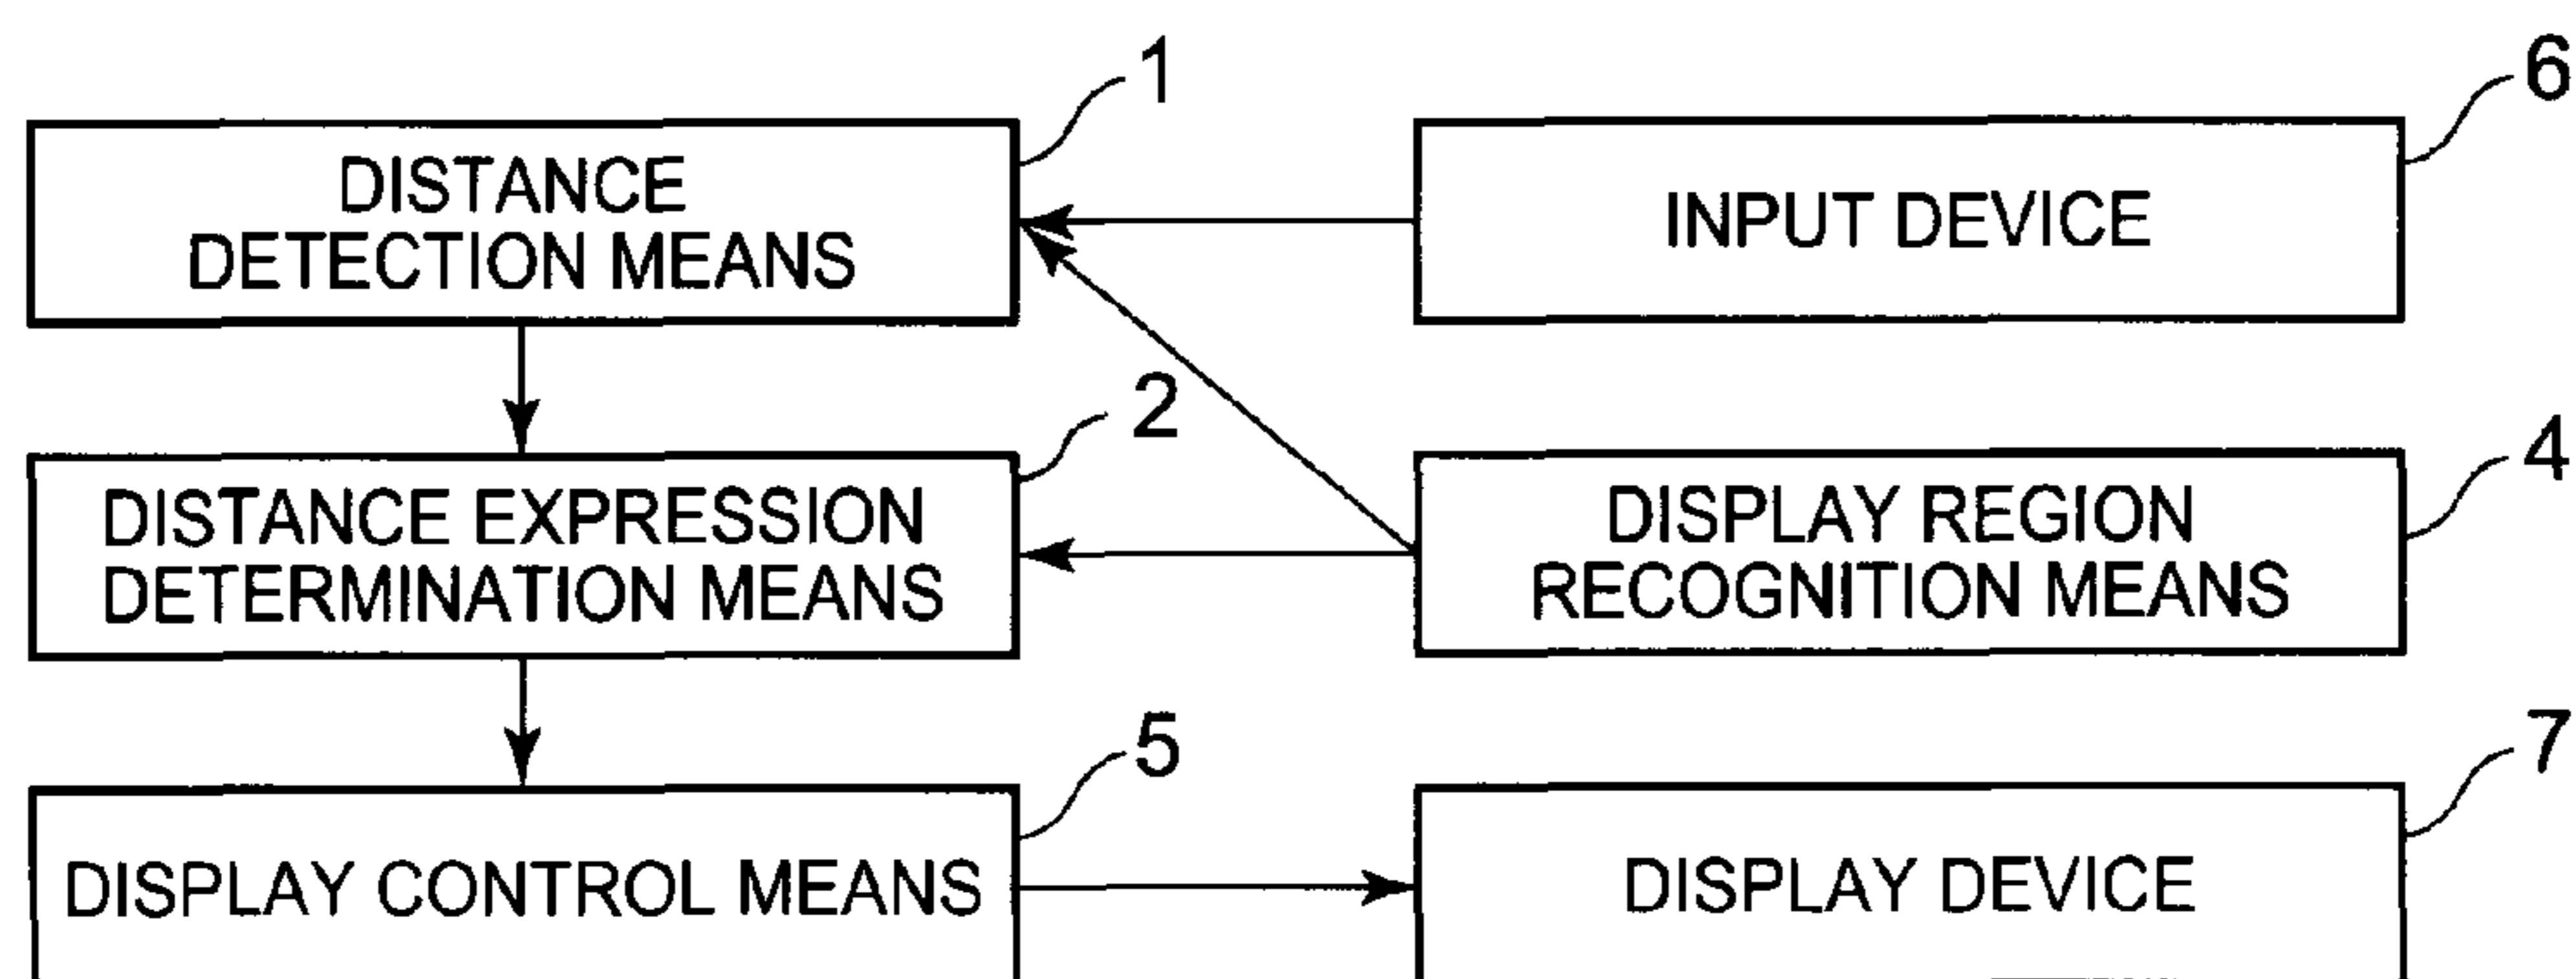 1
6
DISTANCE
DETECTION MEANS
INPUT DEVICE
2
4
DISTANCE EXPRESSION
DETERMINATION MEANS
DISPLAY REGION
RECOGNITION MEANS
5
7
DISPLAY CONTROL MEANS
DISPLAY DEVICE